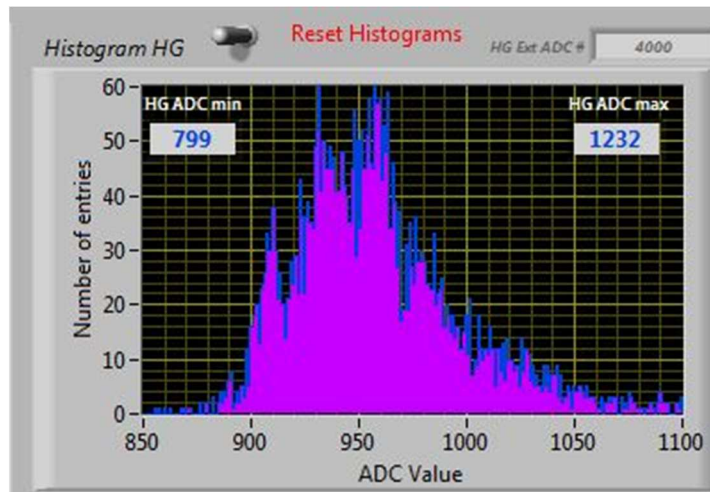 Histogram HG
Reset Histograms
HG Ext ADC #
4000
HG ADC min
799
HG ADC max
1232
Number of entries
60
50
40
30
20
10
0
850 900 950 1000 1050 1100
ADC Value